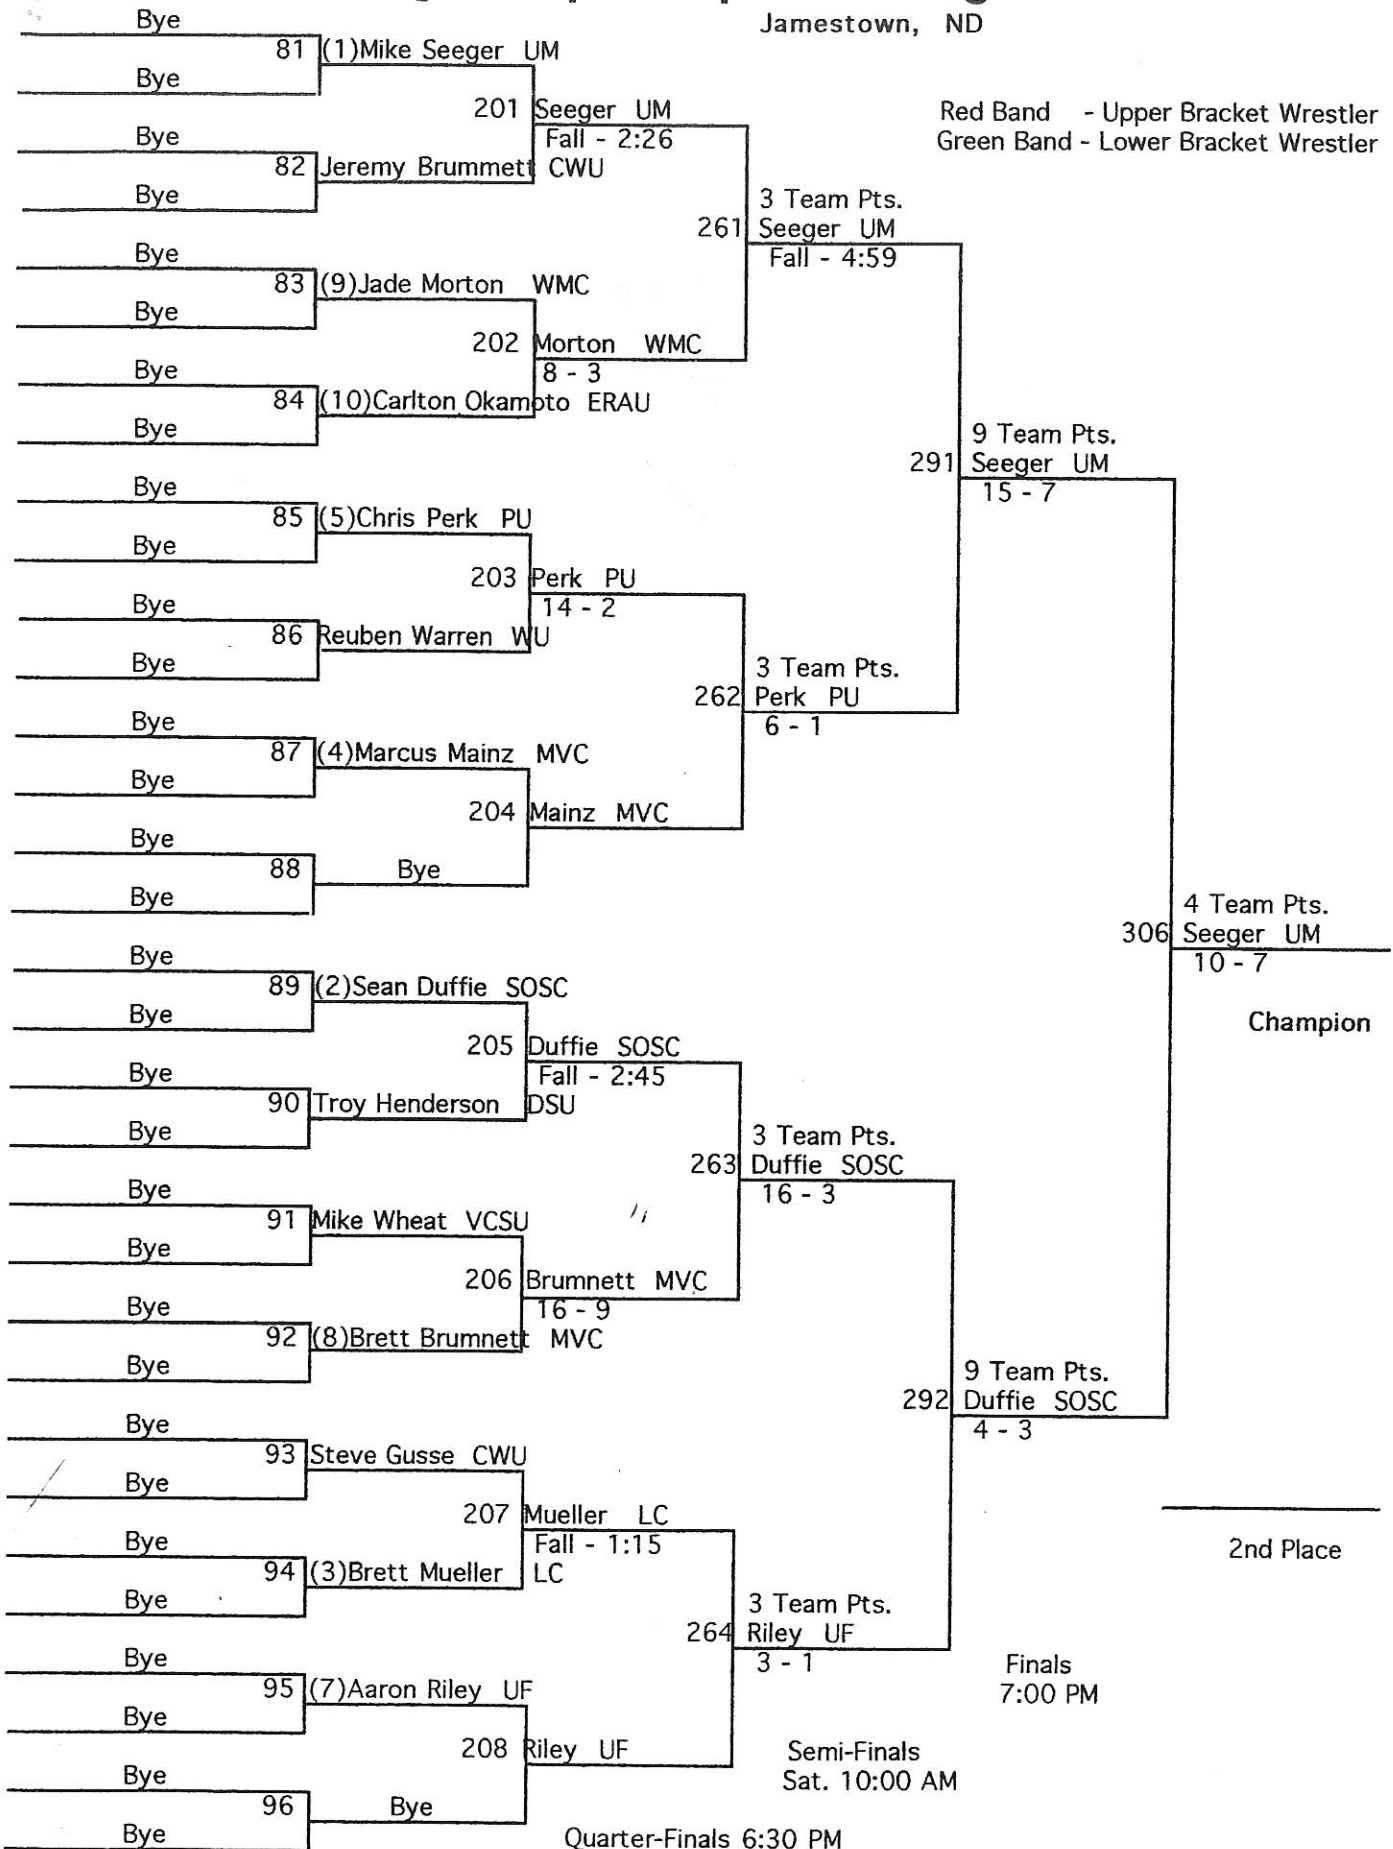 Jamestown, ND
Red Band - Upper Bracket Wrestler
Green Band - Lower Bracket Wrestler
Bye
81 (1)Mike Seeger UM
Bye
201 Seeger UM
Fall - 2:26
Bye
82 Jeremy Brummett CWU
Bye
3 Team Pts.
261 Seeger UM
Fall - 4:59
Bye
83 (9)Jade Morton WMC
Bye
202 Morton WMC
8 - 3
Bye
84 (10)Carlton Okamoto ERAU
Bye
9 Team Pts.
291 Seeger UM
15 - 7
Bye
85 (5)Chris Perk PU
Bye
203 Perk PU
14 - 2
Bye
86 Reuben Warren WU
Bye
3 Team Pts.
262 Perk PU
6 - 1
Bye
87 (4)Marcus Mainz MVC
Bye
204 Mainz MVC
Bye
88 Bye
Bye
4 Team Pts.
306 Seeger UM
10 - 7
Champion
Bye
89 (2)Sean Duffie SOSC
Bye
205 Duffie SOSC
Fall - 2:45
Bye
90 Troy Henderson DSU
Bye
3 Team Pts.
263 Duffie SOSC
16 - 3
Bye
91 Mike Wheat VCSU
Bye
206 Brumnett MVC
16 - 9
Bye
92 (8)Brett Brumnett MVC
Bye
9 Team Pts.
292 Duffie SOSC
4 - 3
Bye
93 Steve Gusse CWU
Bye
207 Mueller LC
Fall - 1:15
2nd Place
Bye
94 (3)Brett Mueller LC
Bye
3 Team Pts.
264 Riley UF
3 - 1
Finals
7:00 PM
Bye
95 (7)Aaron Riley UF
Bye
208 Riley UF
Semi-Finals
Sat. 10:00 AM
Bye
96 Bye
Bye
Quarter-Finals 6:30 PM